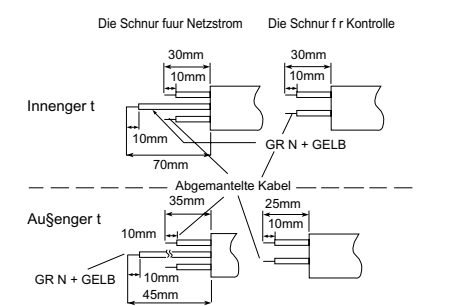 Die Schnur fuur Netzstrom Die Schnur f r Kontrolle
30mm 30mm
10mm 10mm
Innenger t
10mm
GR N + GELB
70mm
Abgemantelte Kabel
35mm 25mm
Au§enger t
10mm 10mm
GR N + GELB 10mm
45mm